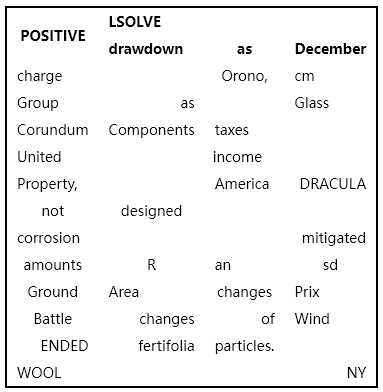 POSITIVE LSOLVE
drawdown as December
charge Orono, cm
Group as Glass
Corundum Components taxes
United income
Property, America DRACULA
not designed
corrosion mitigated
amounts R an sd
Ground Area changes Prix
Battle changes of Wind
ENDED fertifolia particles.
WOOL NY